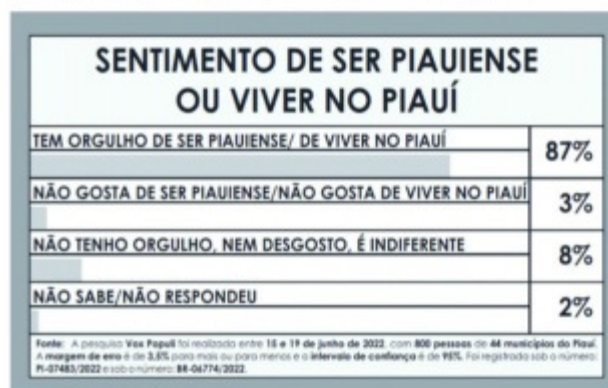 SENTIMENTO DE SER PIAUIENSE
OU VIVER NO PIAUÍ
TEM ORGULHO DE SER PIAUIENSE/ DE VIVER NO PIAUÍ
87%
NÃO GOSTA DE SER PIAUIENSE/NÃO GOSTA DE VIVER NO PIAUÍ
3%
NÃO TENHO ORGULHO, NEM DESGOSTO, É INDIFERENTE
8%
NÃO SABE/NÃO RESPONDEU
2%
Fonte: A pesquisa Vox Populi foi realizada entre 15 e 19 de junho de 2022, com 800 pessoas de 44 municípios do Piauí.
A margem de erro é de 3,5% para mais ou para menos e o intervalo de confiança é de 95%. Foi registrada sob o número:
PI-07483/2022 e sob o número: BR-06774/2022.